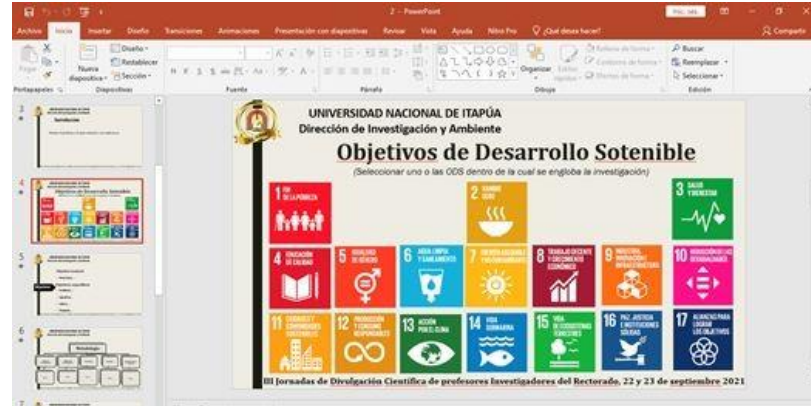 2 - PowerPoint
Archivo Inicio Insertar Diseño Transiciones Animaciones Presentación con diapositivas Revisar Vista Ayuda Nitro Pro ¿Qué desea hacer? Compartir
Pegar
Nueva diapositiva
Diseño
Restablecer
Sección
Organizar
Buscar
Reemplazar
Seleccionar
Portapapeles Diapositivas Fuente Párrafo Dibujo Edición
3
4
5
6
7
UNIVERSIDAD NACIONAL DE ITAPÚA
Dirección de Investigación y Ambiente
Objetivos de Desarrollo Sotenible
(Seleccionar uno o las ODS dentro de la cual se engloba la investigación)
1 FIN DE LA POBREZA
2 HAMBRE CERO
3 SALUD Y BIENESTAR
4 EDUCACIÓN DE CALIDAD
5 IGUALDAD DE GÉNERO
6 AGUA LIMPIA Y SANEAMIENTO
7
8 TRABAJO DECENTE Y CRECIMIENTO ECONÓMICO
9 INDUSTRIA, INNOVACIÓN E INFRAESTRUCTURA
10 REDUCCIÓN DE LAS DESIGUALDADES
11 CIUDADES Y COMUNIDADES SOSTENIBLES
12 PRODUCCIÓN Y CONSUMO RESPONSABLES
13 ACCIÓN POR EL CLIMA
14 VIDA SUBMARINA
15 VIDA DE ECOSISTEMAS TERRESTRES
16 PAZ, JUSTICIA E INSTITUCIONES SÓLIDAS
17 ALIANZAS PARA LOGRAR LOS OBJETIVOS
III Jornadas de Divulgación Científica de profesores Investigadores del Rectorado, 22 y 23 de septiembre 2021